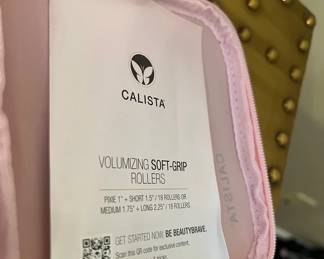 CALISTA
VOLUMIZING SOFT-GRIP
ROLLERS
PIXIE 1" + SHORT 1.5" / 18 ROLLERS OR
MEDIUM 1.75" + LONG 2.25" / 18 ROLLERS
GET STARTED NOW. BE BEAUTYBRAVE.
Scan this QR code for exclusive content,
CALISTA